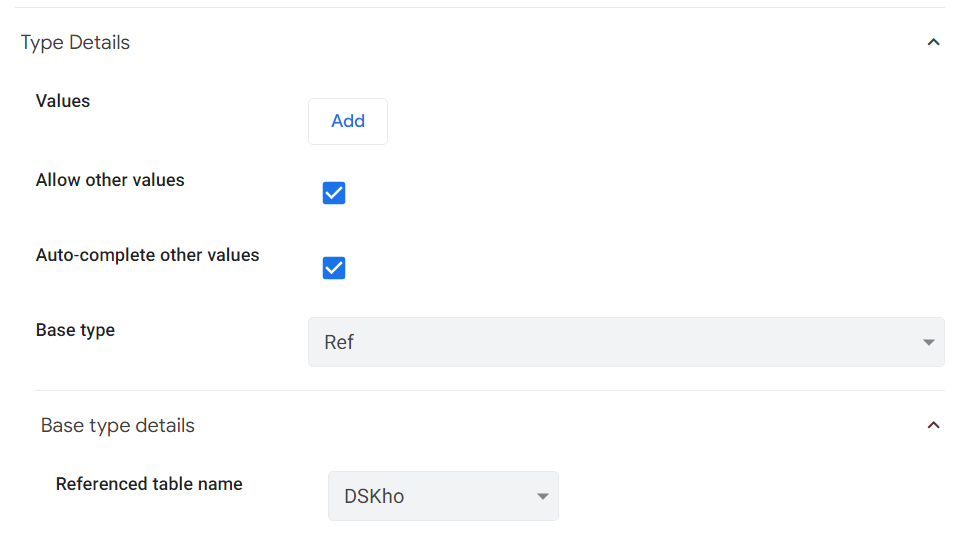 Type Details
Values
Add
Allow other values
Auto-complete other values
Base type
Ref
Base type details
Referenced table name
DSKho